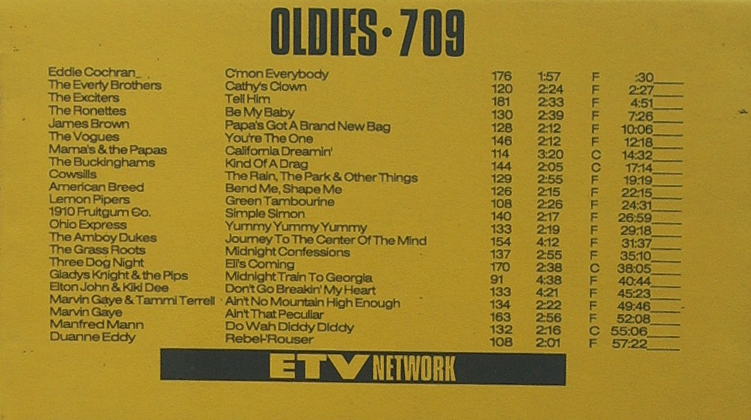 OLDIES · 709
Eddie Cochran C'mon Everybody 176 1:57 F :30
The Everly Brothers Cathy's Clown 120 2:24 F 2:27
The Exciters Tell Him 181 2:33 F 4:51
The Ronettes Be My Baby 130 2:39 F 7:26
James Brown Papa's Got A Brand New Bag 128 2:12 F 10:06
The Vogues You're The One 146 2:12 F 12:18
Mama's & the Papas California Dreamin' 114 3:20 C 14:32
The Buckinghams Kind Of A Drag 144 2:05 C 17:14
Cowsills The Rain, The Park & Other Things 129 2:55 F 19:19
American Breed Bend Me, Shape Me 126 2:15 F 22:15
Lemon Pipers Green Tambourine 108 2:26 F 24:31
1910 Fruitgum Co. Simple Simon 140 2:17 F 26:59
Ohio Express Yummy Yummy Yummy 133 2:19 F 29:18
The Amboy Dukes Journey To The Center Of The Mind 154 4:12 F 31:37
The Grass Roots Midnight Confessions 137 2:55 F 35:10
Three Dog Night Eli's Coming 170 2:38 C 38:05
Gladys Knight & the Pips Midnight Train To Georgia 91 4:38 F 40:44
Elton John & Kiki Dee Don't Go Breakin' My Heart 133 4:21 F 45:23
Marvin Gaye & Tammi Terrell Ain't No Mountain High Enough 134 2:22 F 49:46
Marvin Gaye Ain't That Peculiar 163 2:56 F 52:08
Manfred Mann Do Wah Diddy Diddy 132 2:16 C 55:06
Duanne Eddy Rebel-'Rouser 108 2:01 F 57:22
ETV NETWORK